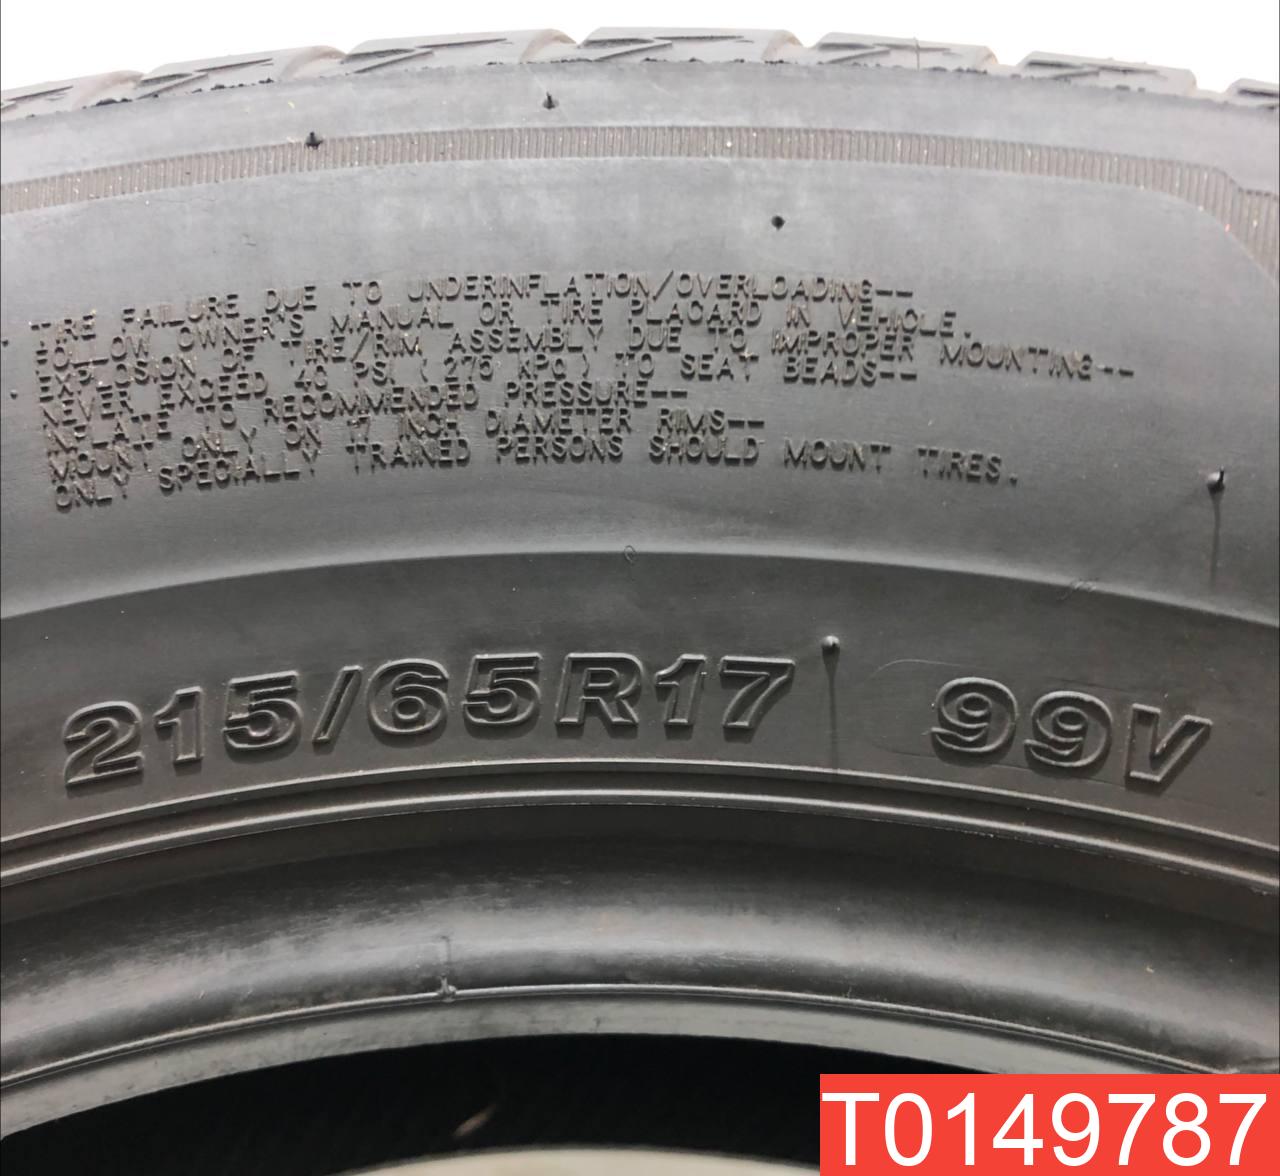 · TIRE FAILURE DUE TO UNDERINFLATION/OVERLOADING--
FOLLOW OWNER'S MANUAL OR TIRE PLACARD IN VEHICLE.
· EXPLOSION OF TIRE/RIM ASSEMBLY DUE TO IMPROPER MOUNTING--
NEVER EXCEED 40 PSI ( 275 kPa ) TO SEAT BEADS--
INFLATE TO RECOMMENDED PRESSURE--
MOUNT ONLY ON 17 INCH DIAMETER RIMS--
ONLY SPECIALLY TRAINED PERSONS SHOULD MOUNT TIRES.
215/65R17 99V
T0149787